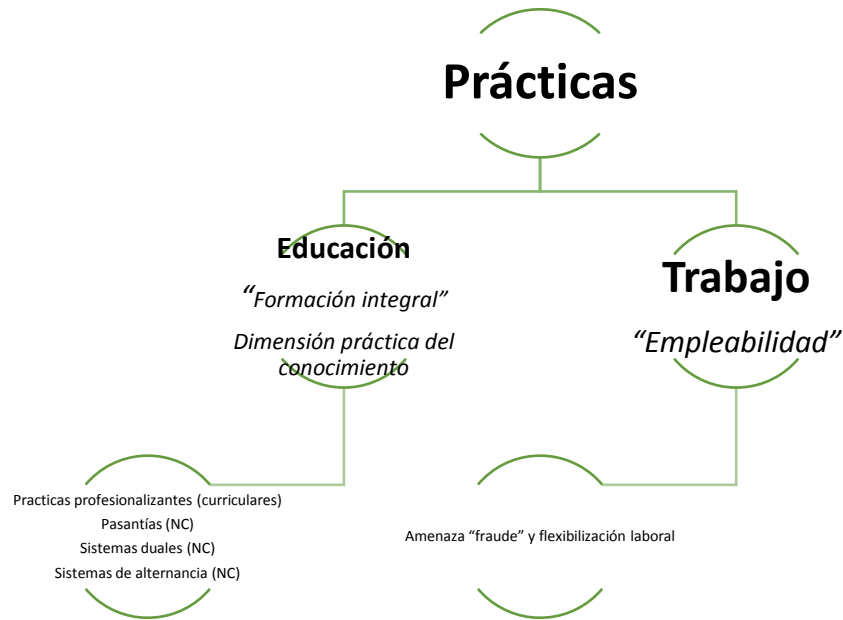 Prácticas
Educación
“Formación integral”
Dimensión práctica del
conocimiento
Trabajo
“Empleabilidad”
Practicas profesionalizantes (curriculares)
Pasantías (NC)
Sistemas duales (NC)
Sistemas de alternancia (NC)
Amenaza “fraude” y flexibilización laboral